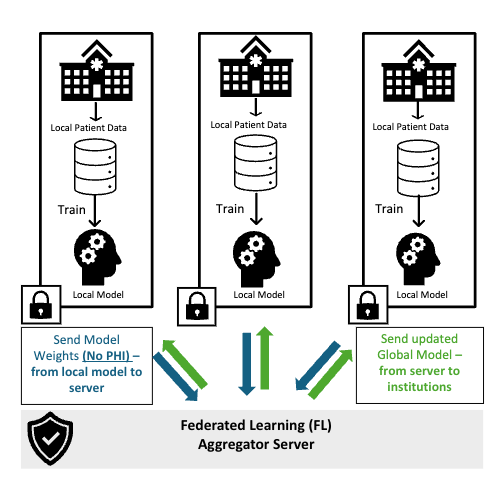 Local Patient Data
Train
Local Model
Local Patient Data
Train
Local Model
Local Patient Data
Train
Local Model
Send Model
Weights (No PHI) –
from local model to
server
Send updated
Global Model –
from server to
institutions
Federated Learning (FL)
Aggregator Server